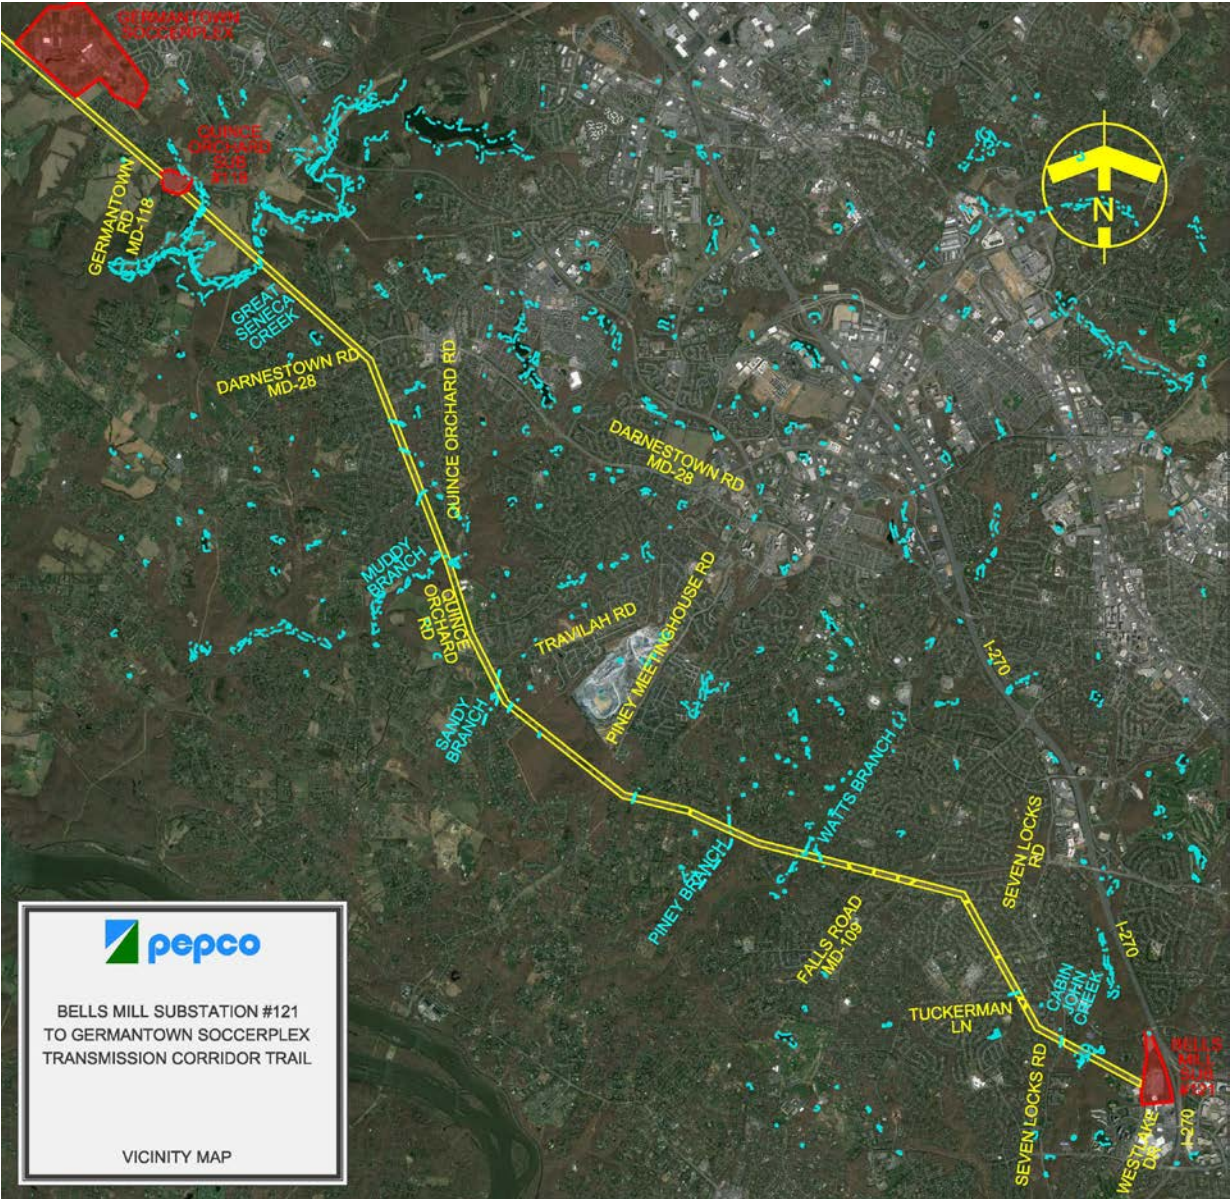 GERMANTOWN
SOCCERPLEX
QUINCE
ORCHARD
SUB
#118
GERMANTOWN
RD
MD-118
N
GREAT
SENECA
CREEK
DARNESTOWN RD
MD-28
QUINCE ORCHARD RD
DARNESTOWN RD
MD-28
MUDDY
BRANCH
QUINCE
ORCHARD
RD
TRAVILAH RD
PINEY MEETINGHOUSE RD
I-270
SANDY
BRANCH
WATTS BRANCH
PINEY BRANCH
SEVEN LOCKS
RD
FALLS ROAD
MD-109
I-270
CABIN
JOHN
CREEK
TUCKERMAN
LN
SEVEN LOCKS RD
BELLS
MILL
SUB
#121
WESTLAKE
DR
I-270
pepco
BELLS MILL SUBSTATION #121
TO GERMANTOWN SOCCERPLEX
TRANSMISSION CORRIDOR TRAIL
VICINITY MAP